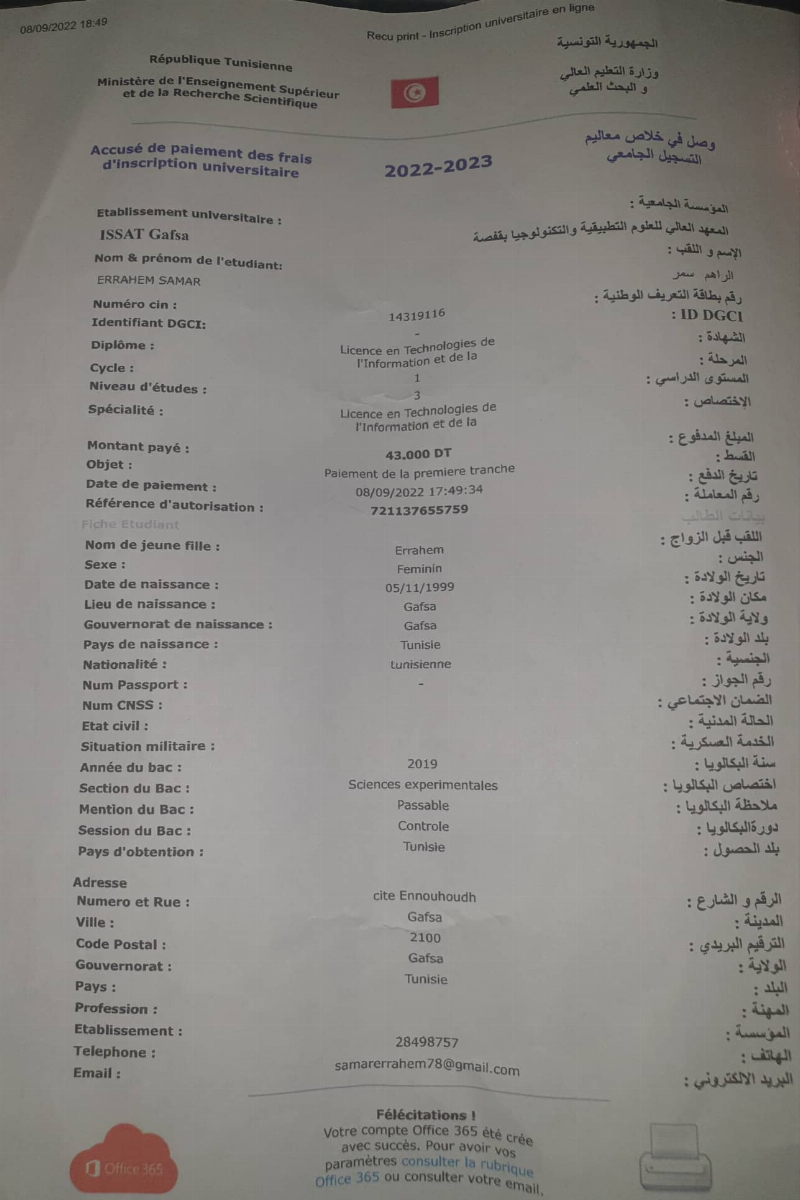 08/09/2022 18:49
Recu print - Inscription universitaire en ligne
République Tunisienne
Ministère de l'Enseignement Supérieur
et de la Recherche Scientifique
الجمهورية التونسية
وزارة التعليم العالي
و البحث العلمي
Accusé de paiement des frais
d'inscription universitaire
2022-2023
وصل في خلاص معاليم
التسجيل الجامعي
Etablissement universitaire :
المؤسسة الجامعية :
ISSAT Gafsa
المعهد العالي للعلوم التطبيقية والتكنولوجيا بقفصة
Nom & prénom de l'etudiant:
الإسم و اللقب :
ERRAHEM SAMAR
الراهم سمر
Numéro cin :
14319116
رقم بطاقة التعريف الوطنية :
Identifiant DGCI:
-
ID DGCI :
Diplôme :
Licence en Technologies de
l'Information et de la
الشهادة :
Cycle :
1
المرحلة :
Niveau d'études :
3
المستوى الدراسي :
Spécialité :
Licence en Technologies de
l'Information et de la
الإختصاص :
Montant payé :
43.000 DT
المبلغ المدفوع :
Objet :
Paiement de la premiere tranche
القسط :
Date de paiement :
08/09/2022 17:49:34
تاريخ الدفع :
Référence d'autorisation :
721137655759
رقم المعاملة :
Fiche Etudiant
بيانات الطالب
Nom de jeune fille :
Errahem
اللقب قبل الزواج :
Sexe :
Feminin
الجنس :
Date de naissance :
05/11/1999
تاريخ الولادة :
Lieu de naissance :
Gafsa
مكان الولادة :
Gouvernorat de naissance :
Gafsa
ولاية الولادة :
Pays de naissance :
Tunisie
بلد الولادة :
Nationalité :
tunisienne
الجنسية :
Num Passport :
-
رقم الجواز :
Num CNSS :
الضمان الاجتماعي :
Etat civil :
الحالة المدنية :
Situation militaire :
الخدمة العسكرية :
Année du bac :
2019
سنة البكالويا :
Section du Bac :
Sciences experimentales
اختصاص البكالويا :
Mention du Bac :
Passable
ملاحظة البكالويا :
Session du Bac :
Controle
دورةالبكالويا :
Pays d'obtention :
Tunisie
بلد الحصول :
Adresse
Numero et Rue :
cite Ennouhoudh
الرقم و الشارع :
Ville :
Gafsa
المدينة :
Code Postal :
2100
الترقيم البريدي :
Gouvernorat :
Gafsa
الولاية :
Pays :
Tunisie
البلد :
Profession :
المهنة :
Etablissement :
المؤسسة :
Telephone :
28498757
الهاتف :
Email :
samarerrahem78@gmail.com
البريد الالكتروني :
Félécitations !
Votre compte Office 365 été crée
avec succès. Pour avoir vos
paramètres consulter la rubrique
Office 365 ou consulter votre email.
Office 365